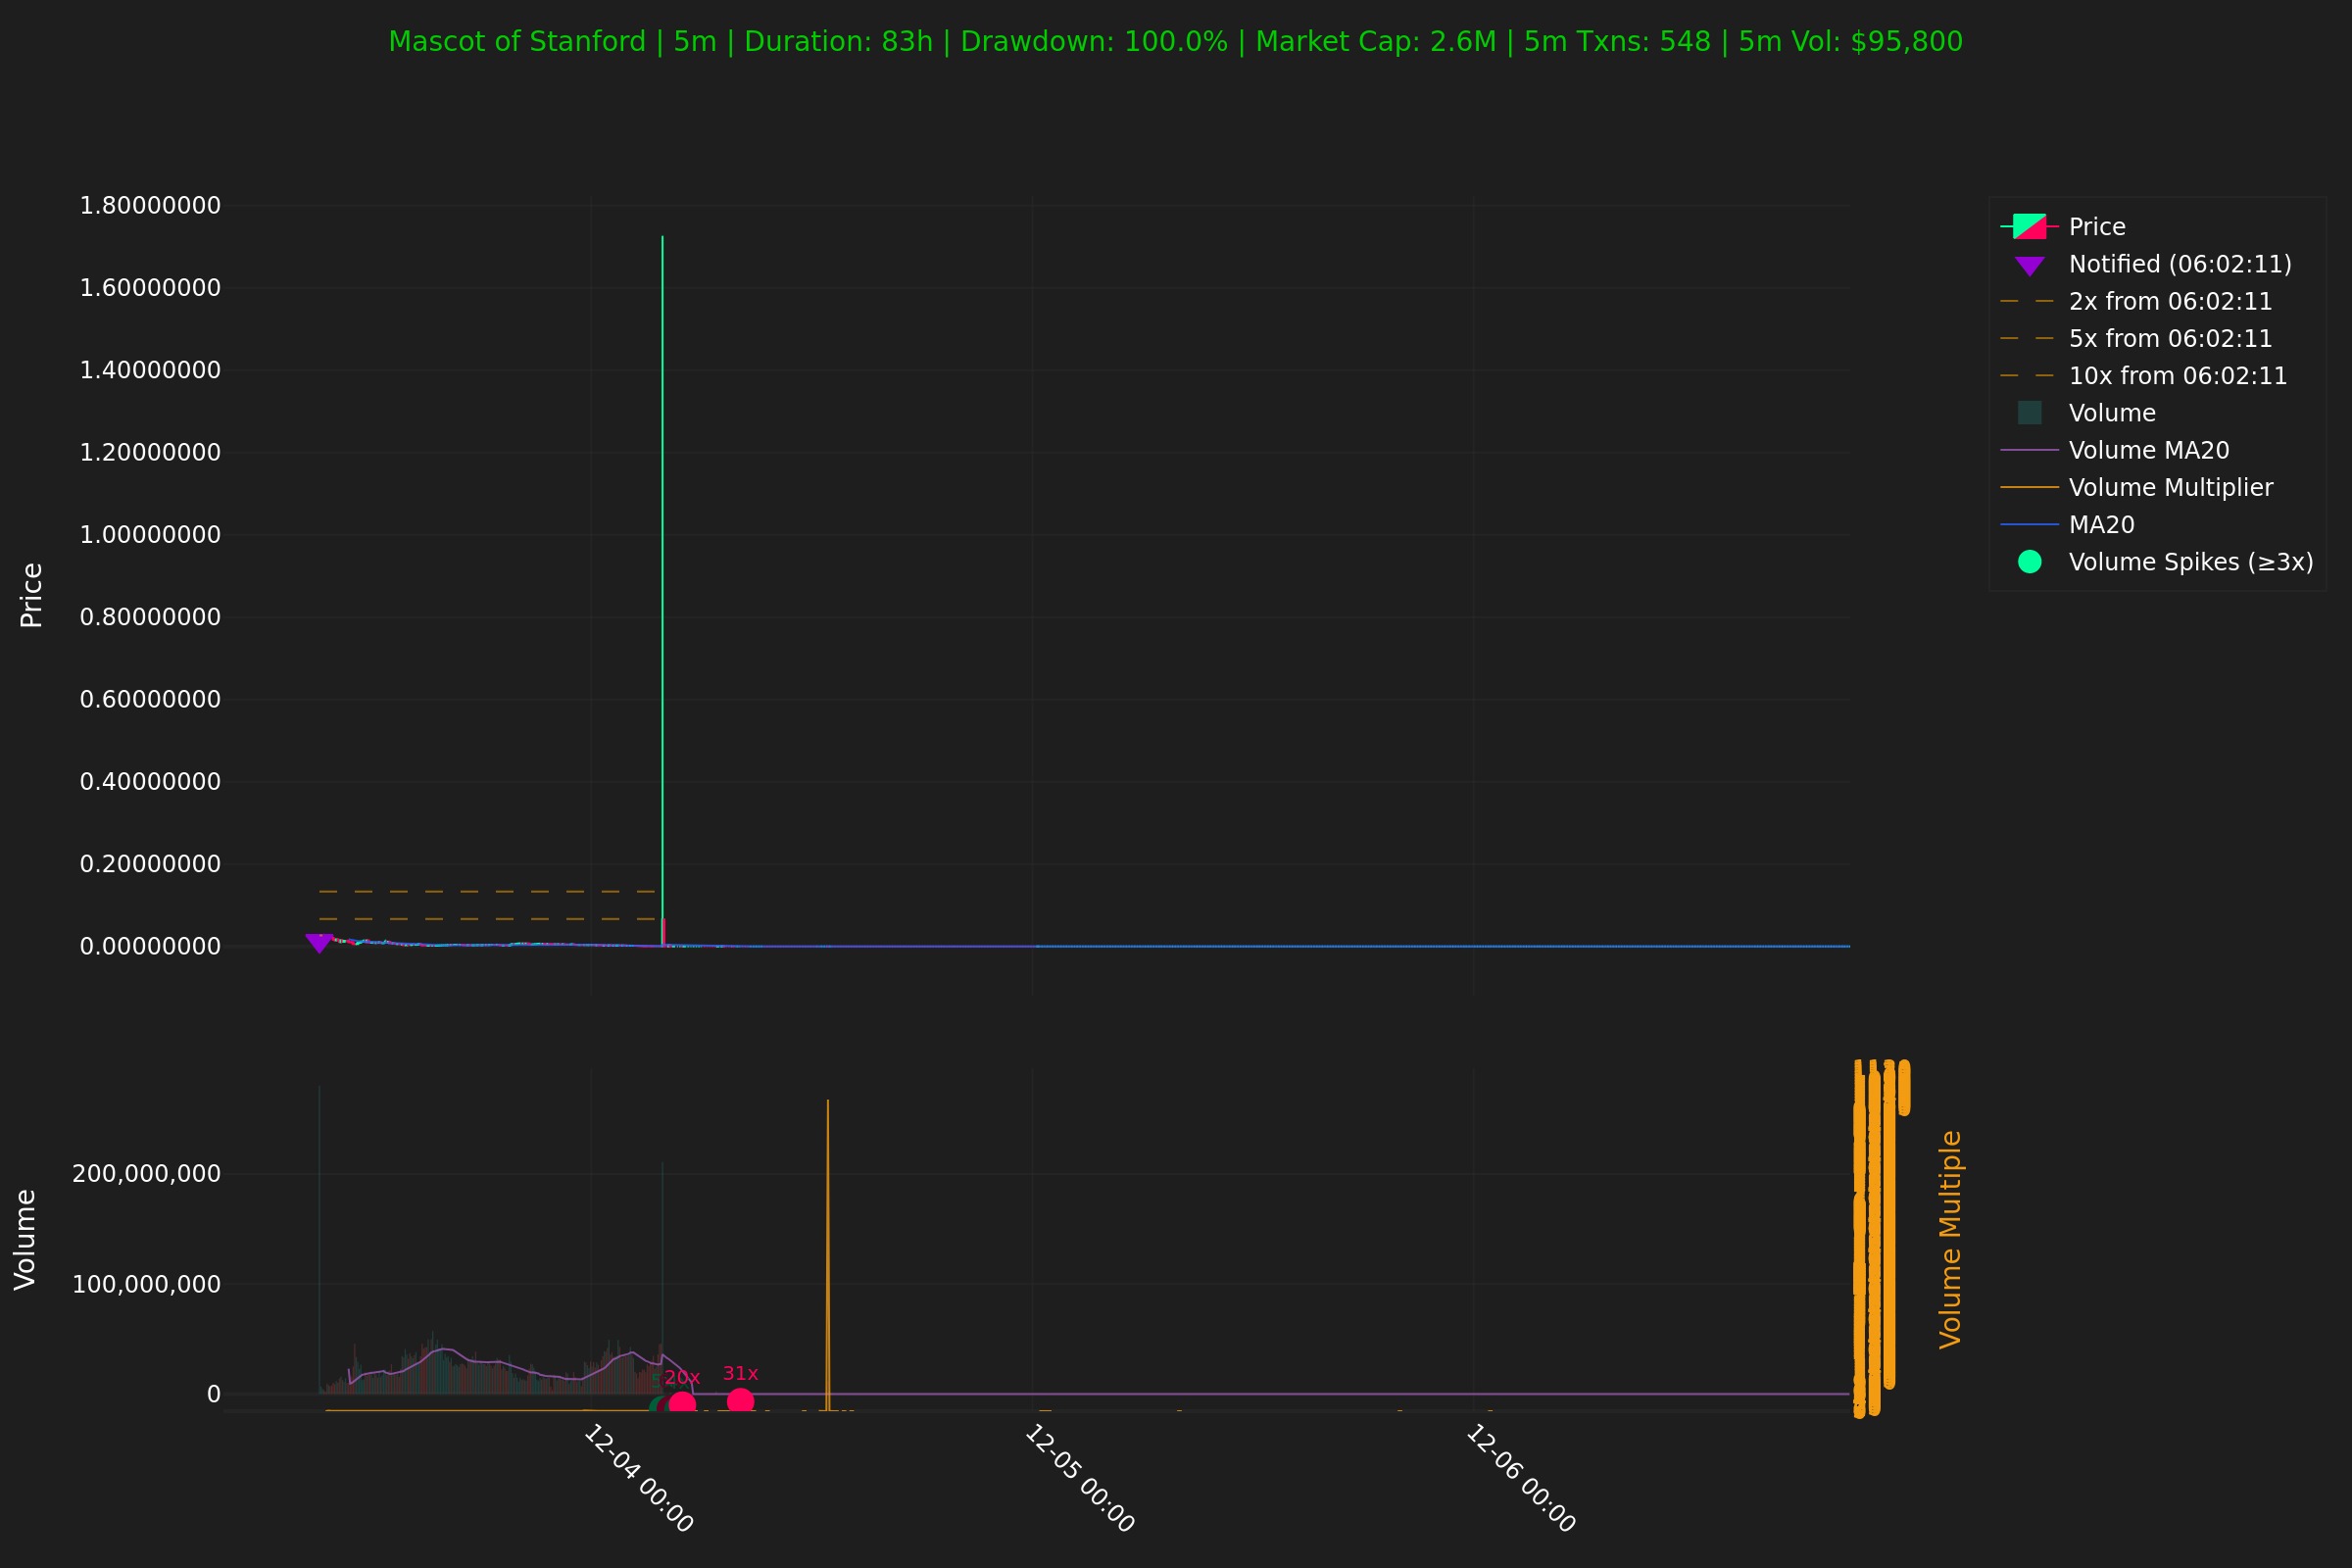 Mascot of Stanford | 5m | Duration: 83h | Drawdown: 100.0% | Market Cap: 2.6M | 5m Txns: 548 | 5m Vol: $95,800
1.80000000
1.60000000
1.40000000
1.20000000
1.00000000
0.80000000
0.60000000
0.40000000
0.20000000
0.00000000
Price
Price
Notified (06:02:11)
2x from 06:02:11
5x from 06:02:11
10x from 06:02:11
Volume
Volume MA20
Volume Multiplier
MA20
Volume Spikes (≥3x)
200,000,000
100,000,000
0
Volume
20x
31x
Volume Multiple
12-04 00:00
12-05 00:00
12-06 00:00